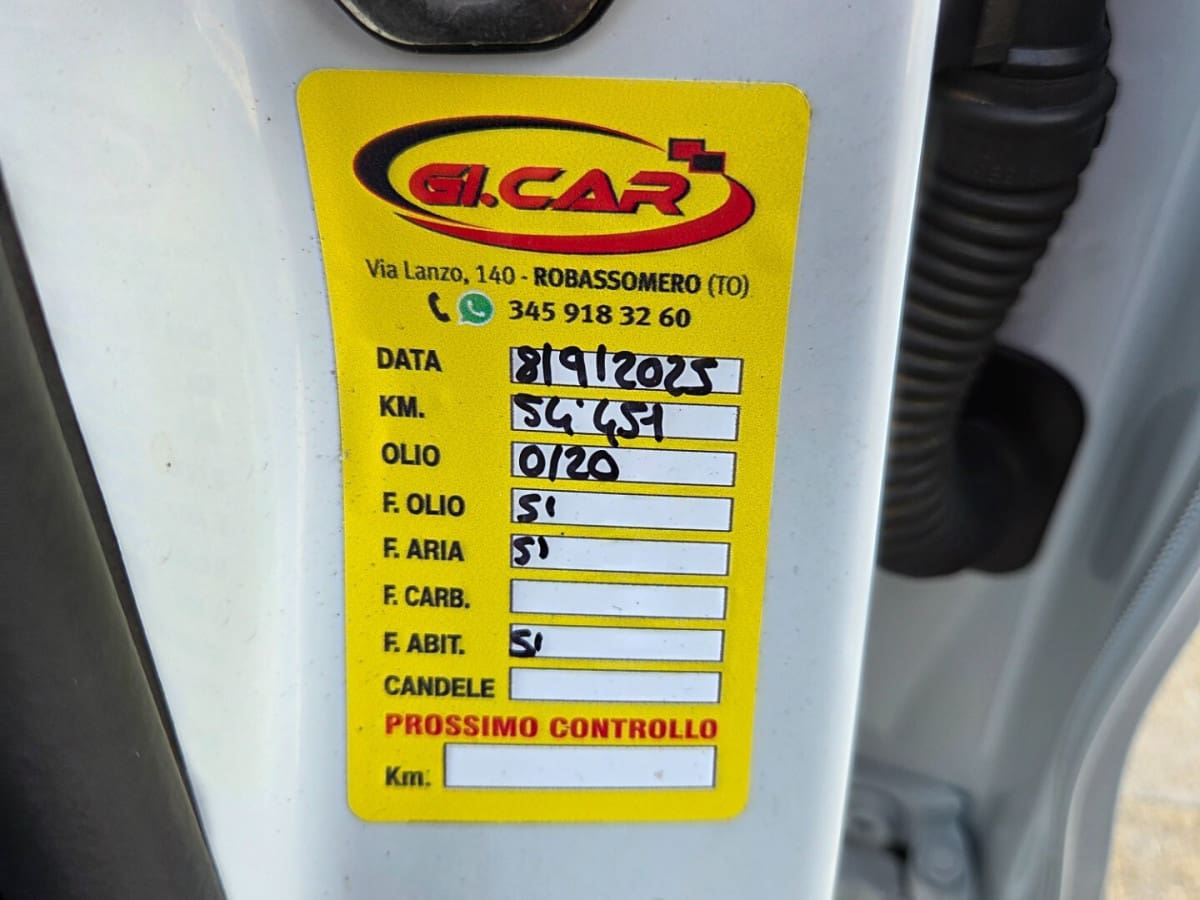 GI.CAR
Via Lanzo, 140 - ROBASSOMERO (TO)
345 918 32 60
DATA 8/9/2025
KM. 54'451
OLIO 0/20
F. OLIO SI
F. ARIA SI
F. CARB.
F. ABIT. SI
CANDELE
PROSSIMO CONTROLLO
Km.